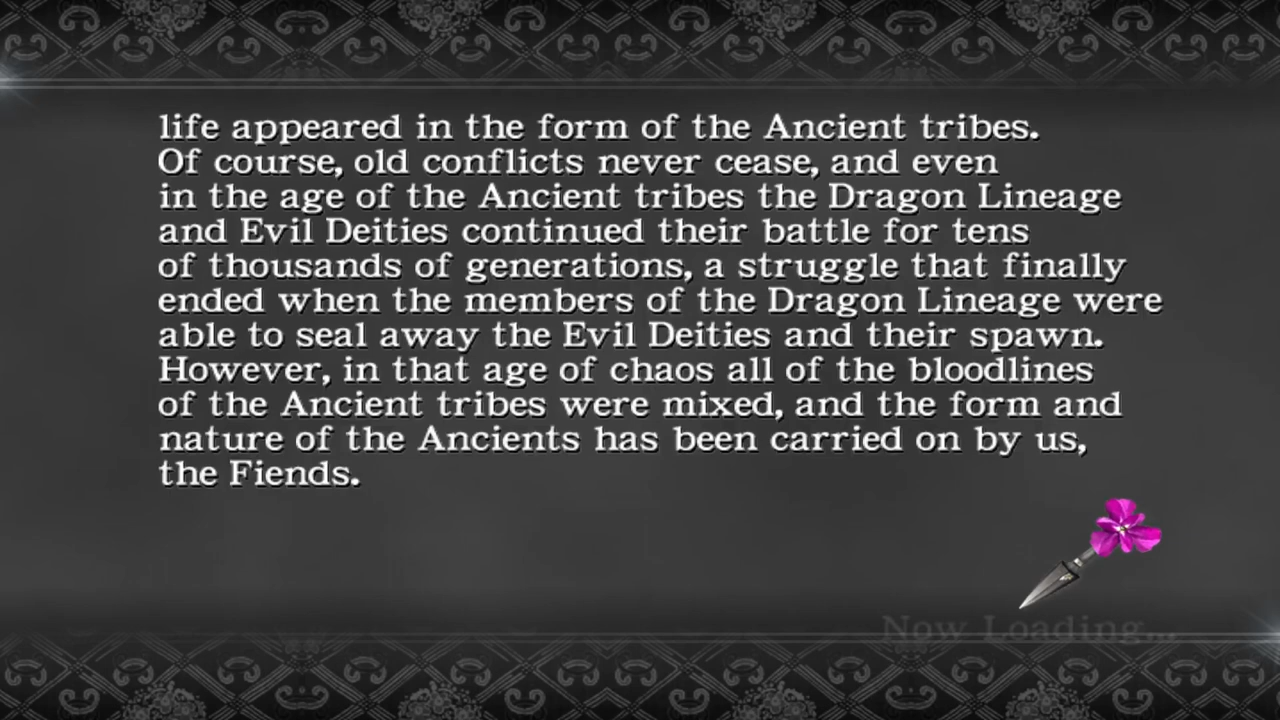 life appeared in the form of the Ancient tribes.
Of course, old conflicts never cease, and even
in the age of the Ancient tribes the Dragon Lineage
and Evil Deities continued their battle for tens
of thousands of generations, a struggle that finally
ended when the members of the Dragon Lineage were
able to seal away the Evil Deities and their spawn.
However, in that age of chaos all of the bloodlines
of the Ancient tribes were mixed, and the form and
nature of the Ancients has been carried on by us,
the Fiends.
Now Loading...